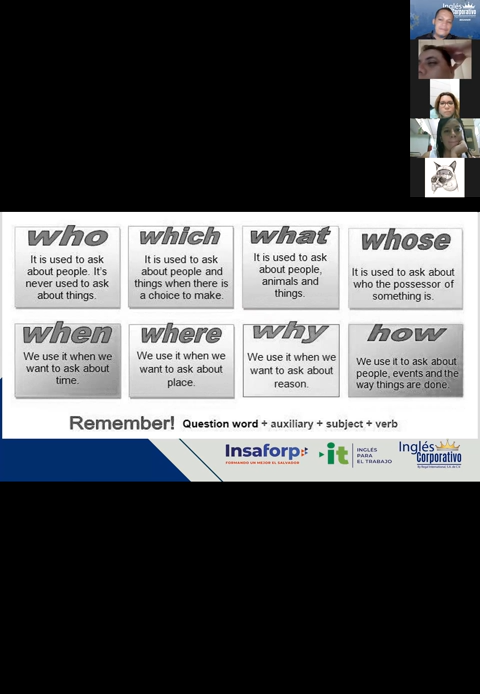 Inglés
Corporativo
who
It is used to ask
about people. It's
never used to ask
about things.
which
It is used to ask
about people and
things when there is
a choice to make.
what
It is used to ask
about people,
animals and
things.
whose
It is used to ask about
who the possessor of
something is.
when
We use it when we
want to ask about
time.
where
We use it when we
want to ask about
place.
why
We use it when we
want to ask about
reason.
how
We use it to ask about
people, events and the
way things are done.
Remember! Question word + auxiliary + subject + verb
Insaforp
FORMANDO UN MEJOR EL SALVADOR
it
INGLÉS
PARA
EL TRABAJO
Inglés
Corporativo